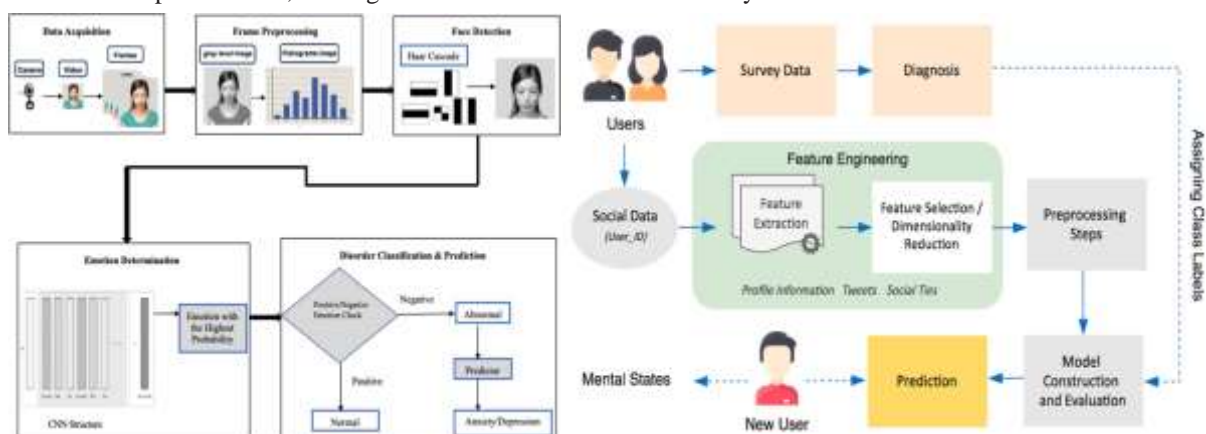 Data Acquisition
Camera
Video
Frames
Frame Preprocessing
gray level image
Histograms image
Face Detection
Haar Cascade
Emotion Determination
Emotion with
the Highest
Probability
CNN Structure
Disorder Classification & Prediction
Positive/Negative
Emotion Check
Negative
Abnormal
Positive
Predictor
Normal
Anxiety/Depression
Users
Survey Data
Diagnosis
Assigning Class Labels
Social Data
(User_ID)
Feature Engineering
Feature
Extraction
Feature Selection /
Dimensionality
Reduction
Profile Information Tweets Social Ties
Preprocessing
Steps
Mental States
New User
Prediction
Model
Construction
and Evaluation